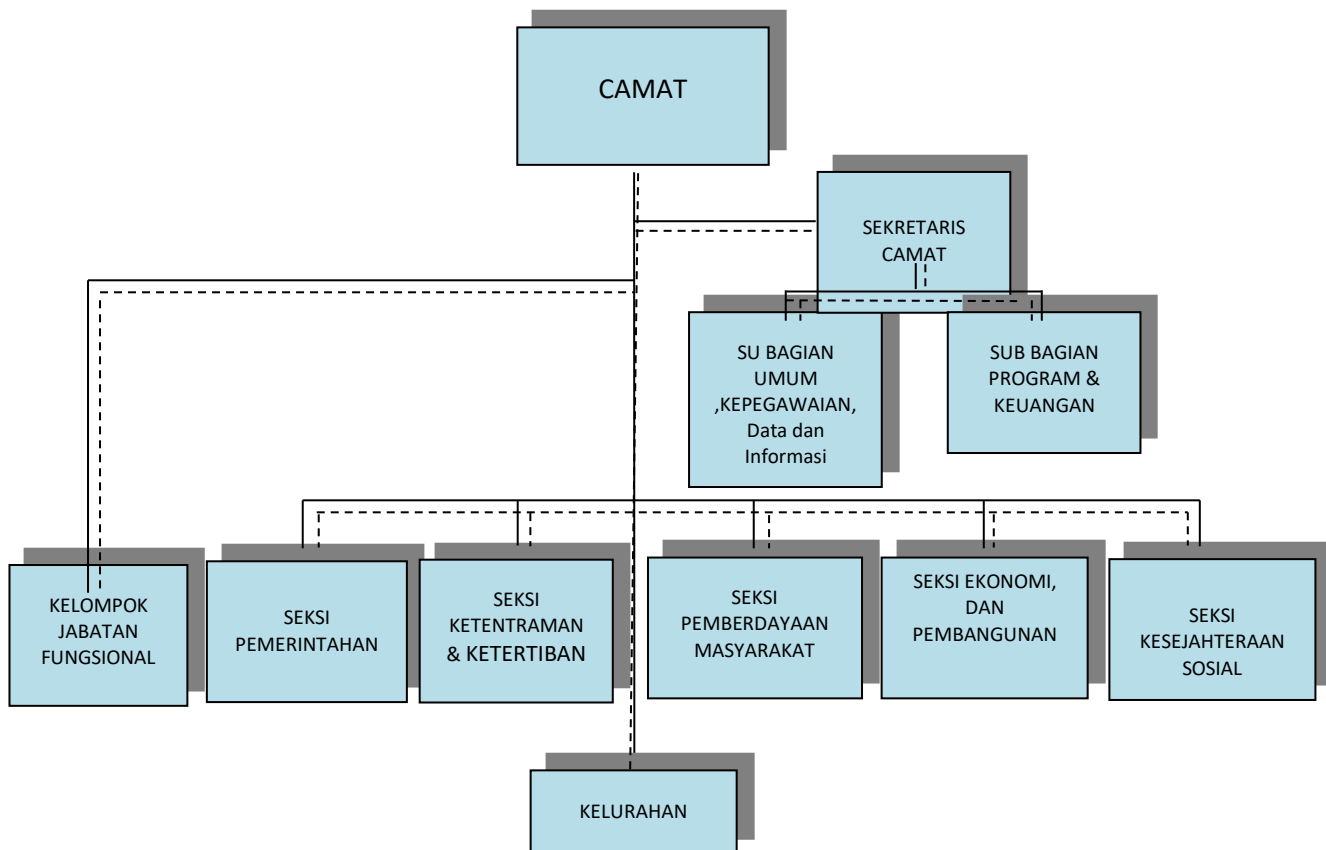 CAMAT
SEKRETARIS
CAMAT
SU BAGIAN
UMUM
,KEPEGAWAIAN,
Data dan
Informasi
SUB BAGIAN
PROGRAM &
KEUANGAN
KELOMPOK
JABATAN
FUNGSIONAL
SEKSI
PEMERINTAHAN
SEKSI
KETENTRAMAN
& KETERTIBAN
SEKSI
PEMBERDAYAAN
MASYARAKAT
SEKSI EKONOMI,
DAN
PEMBANGUNAN
SEKSI
KESEJAHTERAAN
SOSIAL
KELURAHAN